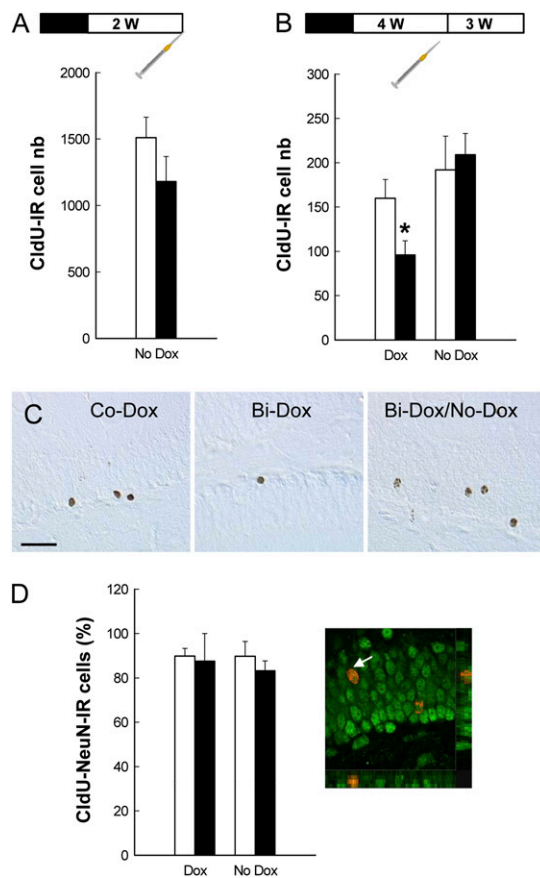 A
2 W
2000
1500
1000
500
0
CldU-IR cell nb
No Dox
B
4 W 3 W
300
250
200
150
100
50
0
CldU-IR cell nb
*
Dox No Dox
C
Co-Dox
Bi-Dox
Bi-Dox/No-Dox
D
120
100
80
60
40
20
0
CldU-NeuN-IR cells (%)
Dox No Dox